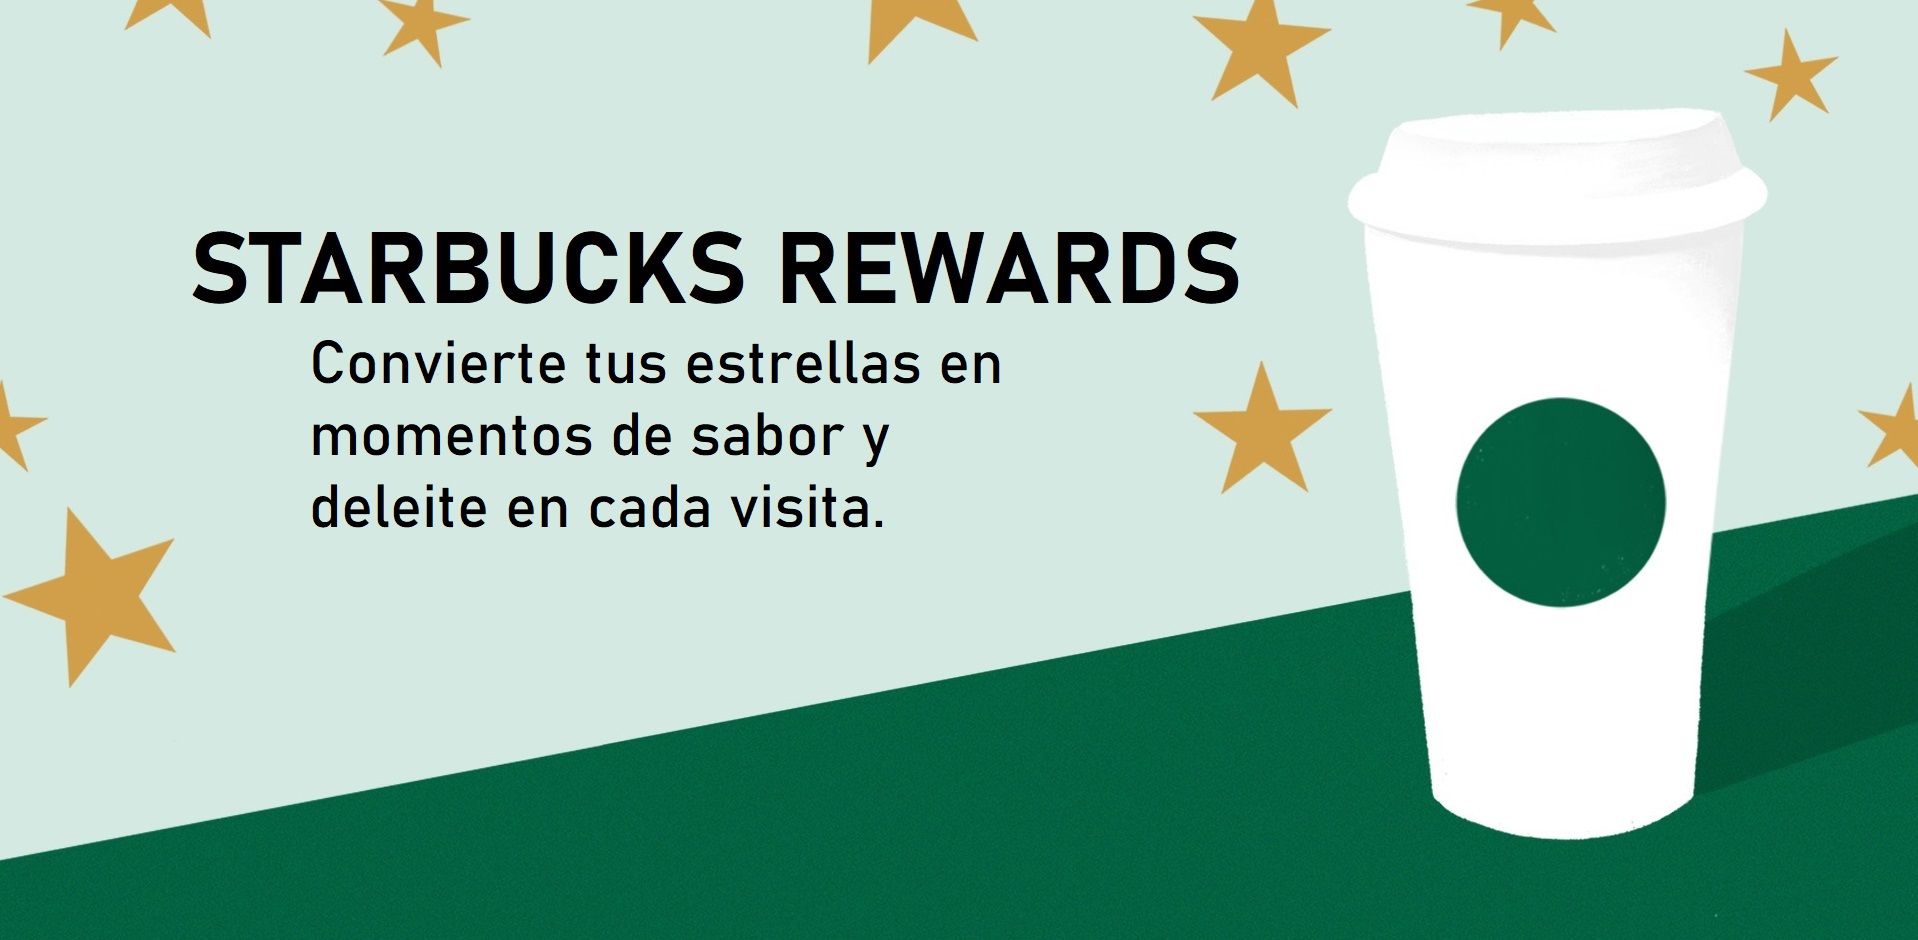 STARBUCKS REWARDS
Convierte tus estrellas en
momentos de sabor y
deleite en cada visita.